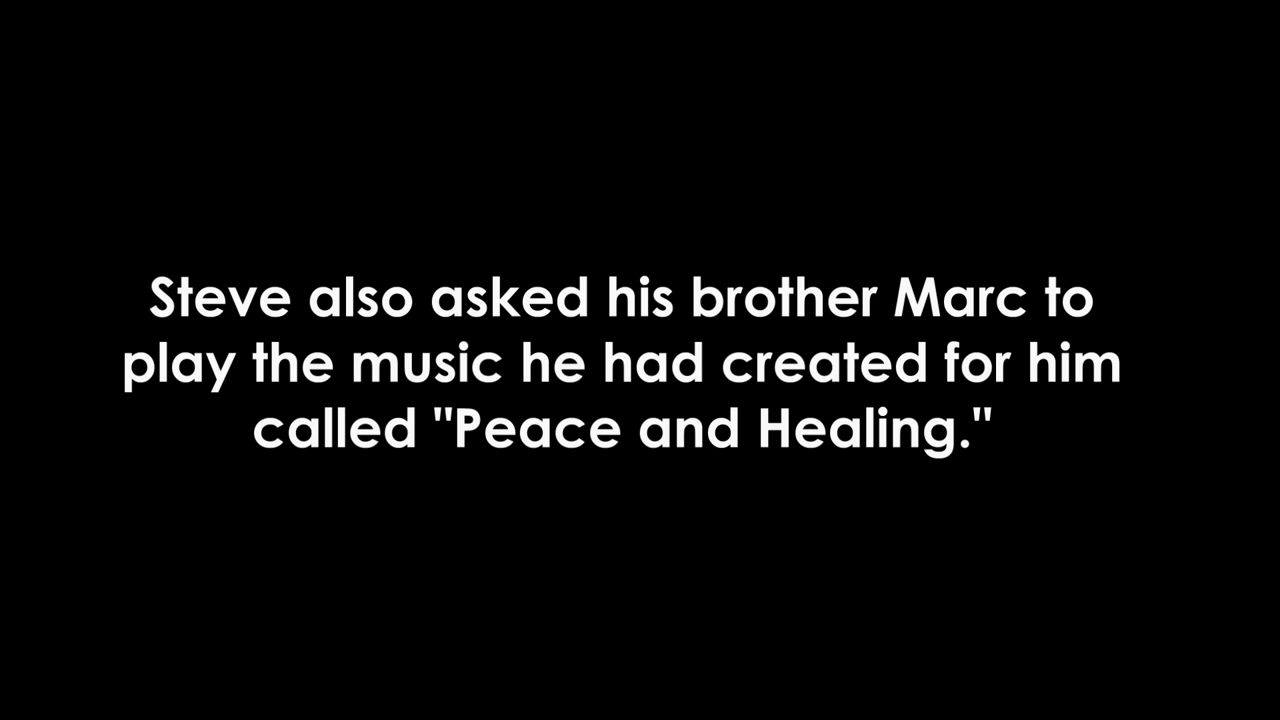 Steve also asked his brother Marc to
play the music he had created for him
called "Peace and Healing."